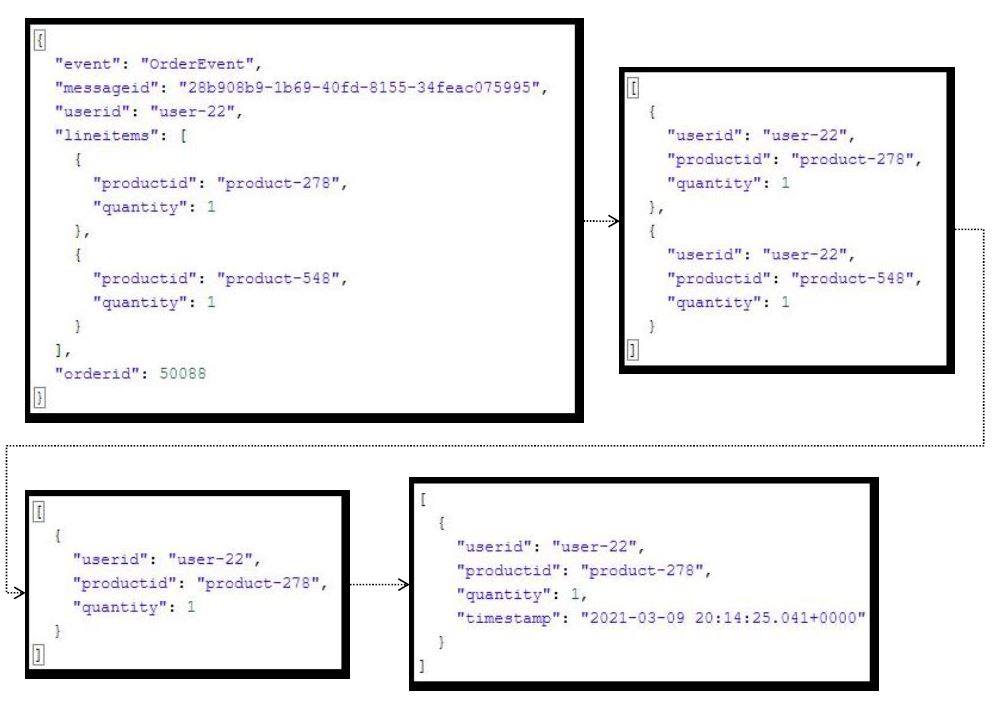 {
"event": "OrderEvent",
"messageid": "28b908b9-1b69-40fd-8155-34feac075995",
"userid": "user-22",
"lineitems": [
{
"productid": "product-278",
"quantity": 1
},
{
"productid": "product-548",
"quantity": 1
}
],
"orderid": 50088
}
[
{
"userid": "user-22",
"productid": "product-278",
"quantity": 1
},
{
"userid": "user-22",
"productid": "product-548",
"quantity": 1
}
]
[
{
"userid": "user-22",
"productid": "product-278",
"quantity": 1
}
]
[
{
"userid": "user-22",
"productid": "product-278",
"quantity": 1,
"timestamp": "2021-03-09 20:14:25.041+0000"
}
]